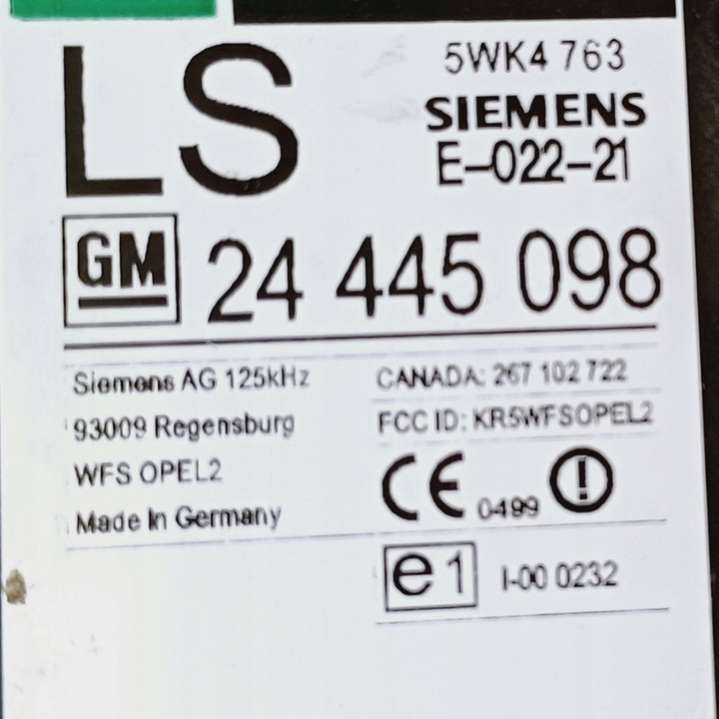 LS
5WK4 763
SIEMENS
E-022-21
GM 24 445 098
Siemens AG 125kHz
93009 Regensburg
WFS OPEL2
Made In Germany
CANADA: 267 102 722
FCC ID: KR5WFSOPEL2
CE 0499 !
e1 I-00 0232